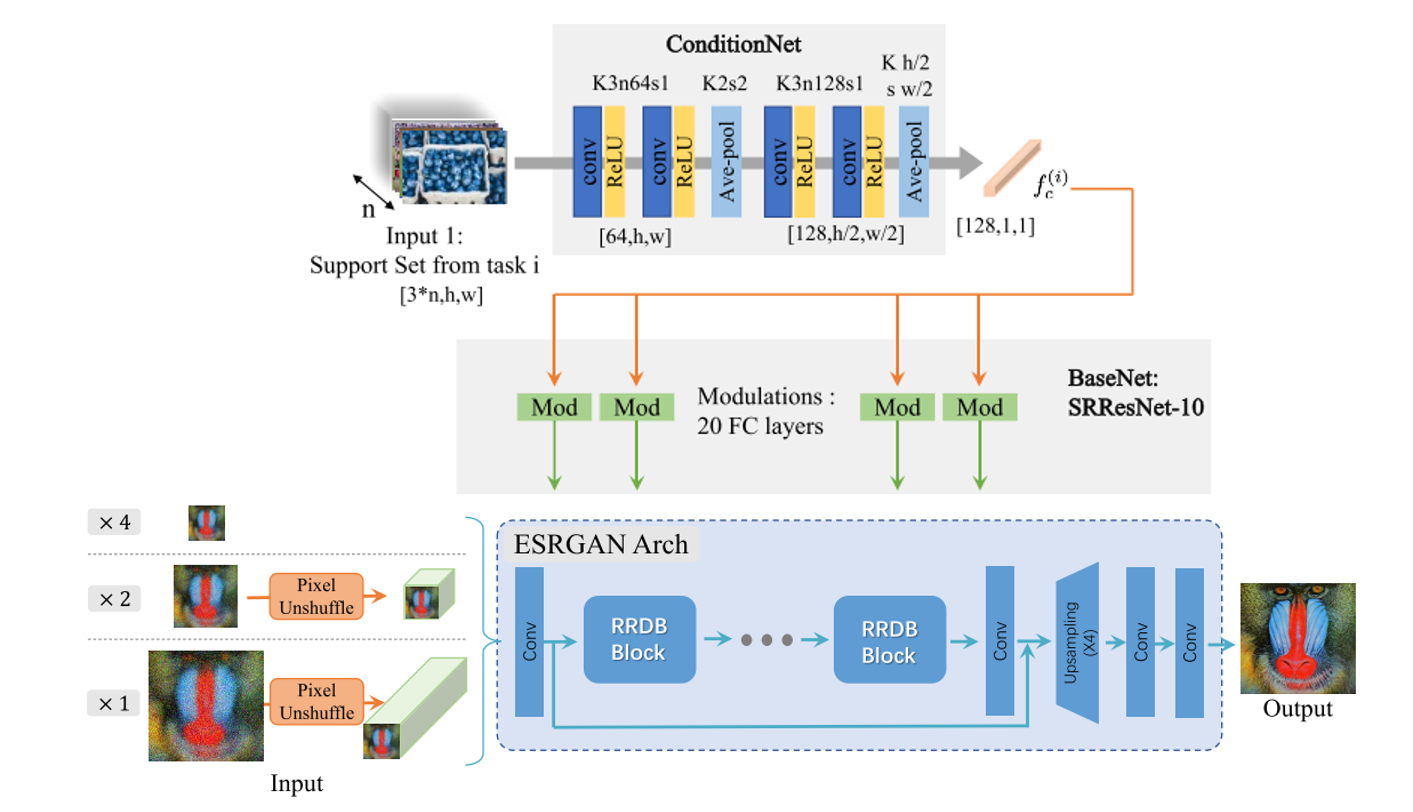 ConditionNet
K3n64s1
K2s2
K3n128s1
K h/2
s w/2
conv
ReLU
conv
ReLU
Ave-pool
conv
ReLU
conv
ReLU
Ave-pool
[64,h,w]
[128,h/2,w/2]
f_c^{(i)}
[128,1,1]
n
Input 1:
Support Set from task i
[3*n,h,w]
Mod
Mod
Modulations :
20 FC layers
Mod
Mod
BaseNet:
SRResNet-10
× 4
× 2
Pixel
Unshuffle
× 1
Pixel
Unshuffle
Input
ESRGAN Arch
Conv
RRDB
Block
RRDB
Block
Conv
Upsampling
(X4)
Conv
Conv
Output